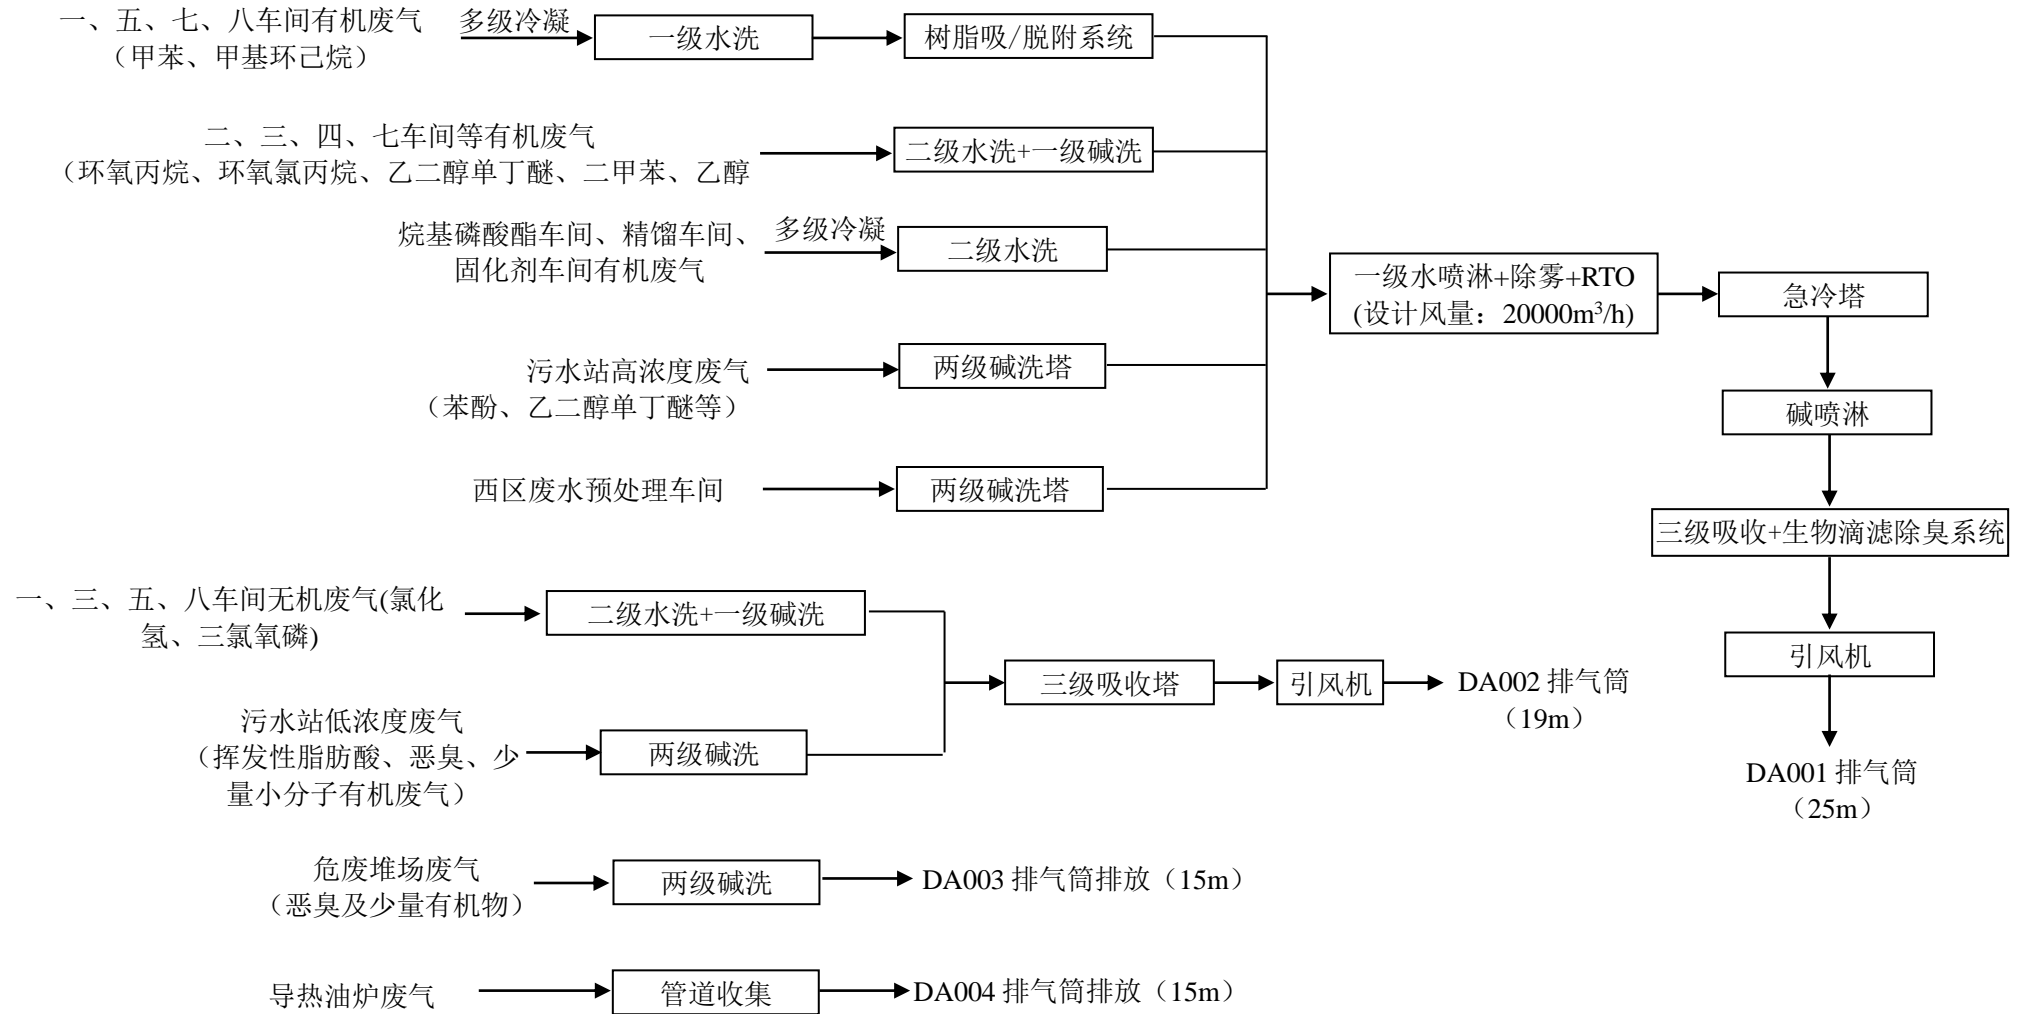 一、五、七、八车间有机废气
（甲苯、甲基环己烷）
多级冷凝
一级水洗
树脂吸/脱附系统
二、三、四、七车间等有机废气
（环氧丙烷、环氧氯丙烷、乙二醇单丁醚、二甲苯、乙醇
二级水洗+一级碱洗
烷基磷酸酯车间、精馏车间、
固化剂车间有机废气
多级冷凝
二级水洗
污水站高浓度废气
（苯酚、乙二醇单丁醚等）
两级碱洗塔
西区废水预处理车间
两级碱洗塔
一级水喷淋+除雾+RTO
(设计风量：20000m³/h)
急冷塔
碱喷淋
三级吸收+生物滴滤除臭系统
引风机
DA001 排气筒
（25m）
一、三、五、八车间无机废气(氯化
氢、三氯氧磷)
二级水洗+一级碱洗
污水站低浓度废气
（挥发性脂肪酸、恶臭、少
量小分子有机废气）
两级碱洗
三级吸收塔
引风机
DA002 排气筒
（19m）
危废堆场废气
（恶臭及少量有机物）
两级碱洗
DA003 排气筒排放（15m）
导热油炉废气
管道收集
DA004 排气筒排放（15m）